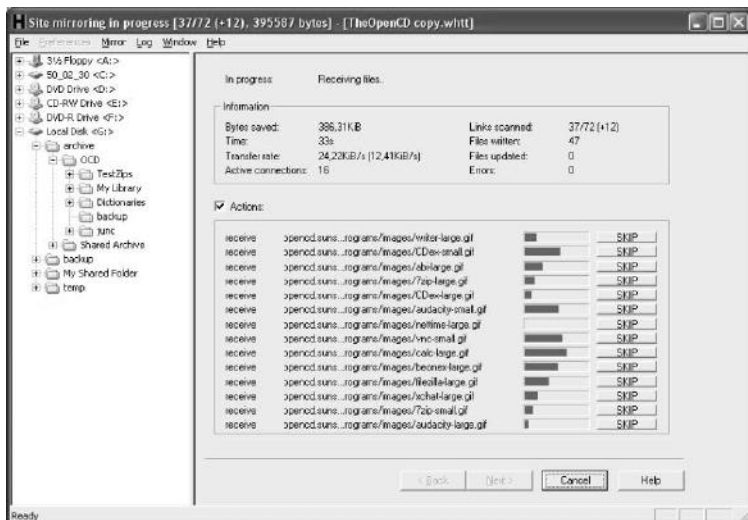 Site mirroring in progress [37/72 (+12), 395587 bytes] - [TheOpenCD copy.whtt]
File Preferences Mirror Log Window Help
3½ Floppy <A:>
50_02_30 <C:>
DVD Drive <D:>
CD-RW Drive <E:>
DVD-R Drive <F:>
Local Disk <G:>
archive
OCD
TestZips
My Library
Dictionaries
backup
junc
Shared Archive
backup
My Shared Folder
temp
In progress: Receiving files..
Information
Bytes saved: 386,31KiB Links scanned: 37/72 (+12)
Time: 33s Files written: 47
Transfer rate: 24,22KiB/s (12,41KiB/s) Files updated: 0
Active connections: 16 Errors: 0
Actions:
receive opencd.suns...rograms/images/writer-large.gif SKIP
receive opencd.suns...rograms/images/CDex-small.gif SKIP
receive opencd.suns...rograms/images/abi-large.gif SKIP
receive opencd.suns...rograms/images/7zip-large.gif SKIP
receive opencd.suns...rograms/images/CDex-large.gif SKIP
receive opencd.suns...rograms/images/audacity-small.gif SKIP
receive opencd.suns...rograms/images/nettime-large.gif SKIP
receive opencd.suns...rograms/images/vnc-small.gif SKIP
receive opencd.suns...rograms/images/calc-large.gif SKIP
receive opencd.suns...rograms/images/beonex-large.gif SKIP
receive opencd.suns...rograms/images/filezilla-large.gif SKIP
receive opencd.suns...rograms/images/xchat-large.gif SKIP
receive opencd.suns...rograms/images/7zip-small.gif SKIP
receive opencd.suns...rograms/images/audacity-large.gif SKIP
< Back Next > Cancel Help
Ready